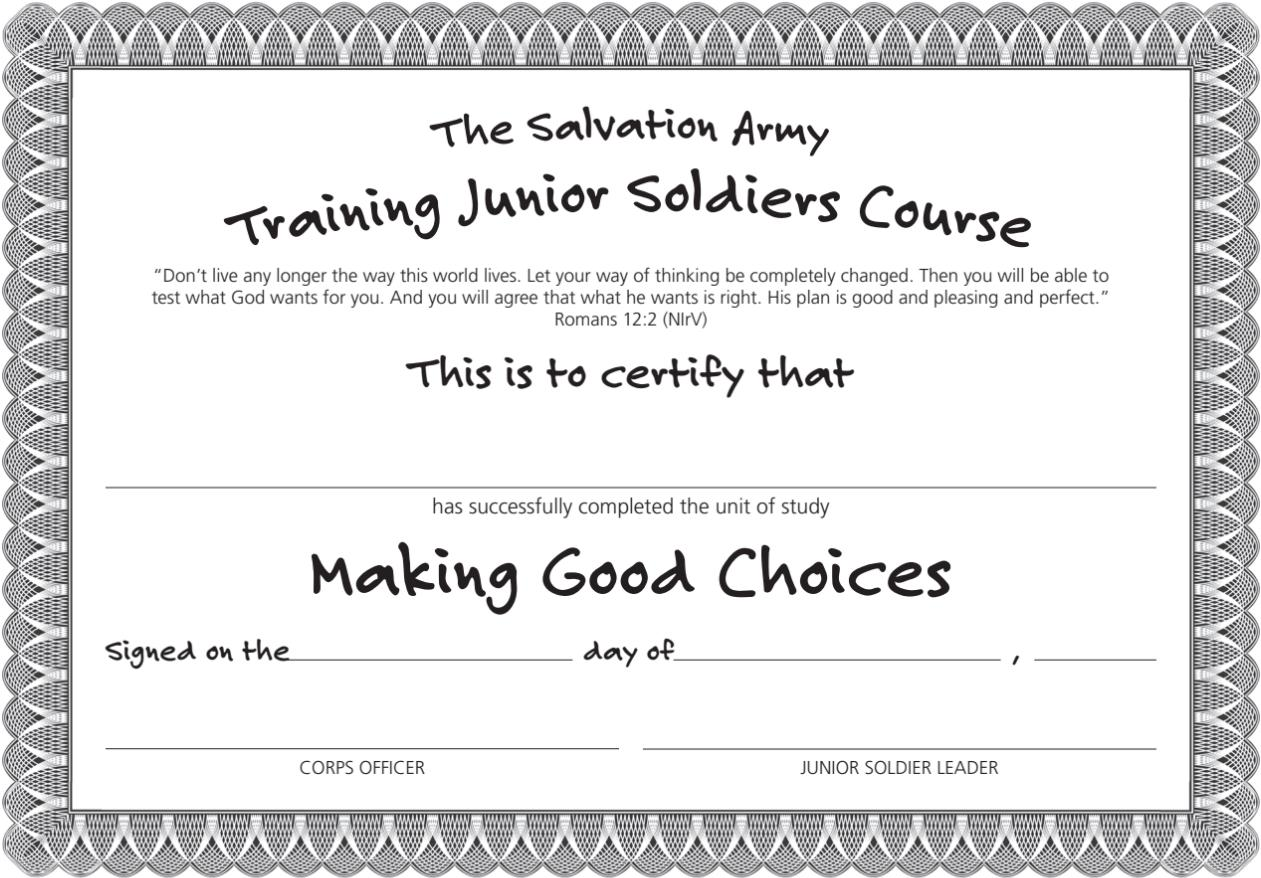 The Salvation Army
Training Junior Soldiers Course
“Don’t live any longer the way this world lives. Let your way of thinking be completely changed. Then you will be able to
test what God wants for you. And you will agree that what he wants is right. His plan is good and pleasing and perfect.”
Romans 12:2 (NIrV)
This is to certify that
has successfully completed the unit of study
Making Good Choices
Signed on the day of ,
CORPS OFFICER JUNIOR SOLDIER LEADER